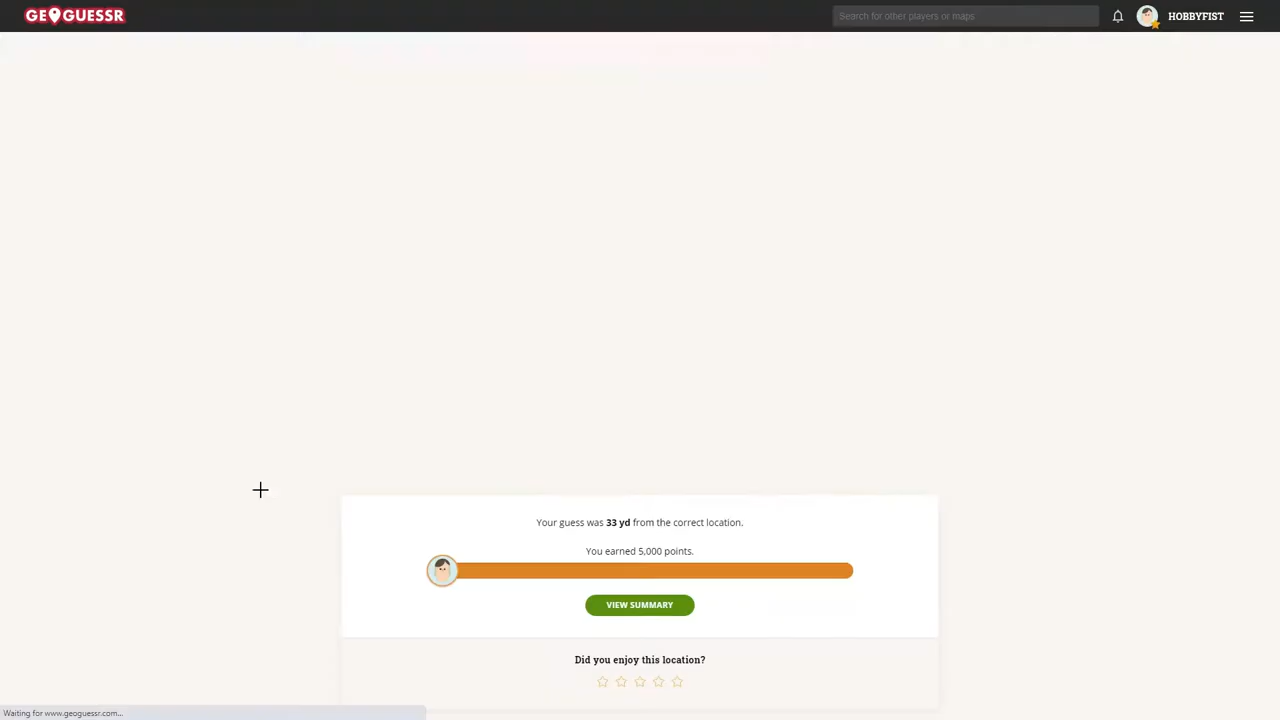 GEOGUESSR
Search for other players or maps
HOBBYFIST
Your guess was 33 yd from the correct location.
You earned 5,000 points.
VIEW SUMMARY
Did you enjoy this location?
Waiting for www.geoguessr.com...